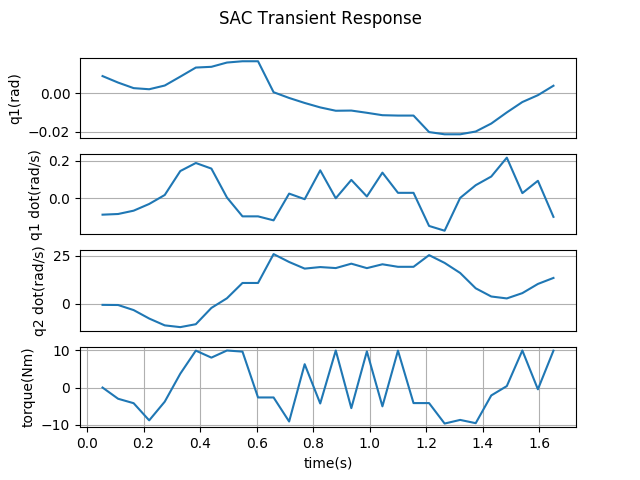 SAC Transient Response
q1(rad)
0.00
−0.02
q1 dot(rad/s)
0.2
0.0
q2 dot(rad/s)
25
0
torque(Nm)
10
0
−10
0.0 0.2 0.4 0.6 0.8 1.0 1.2 1.4 1.6
time(s)